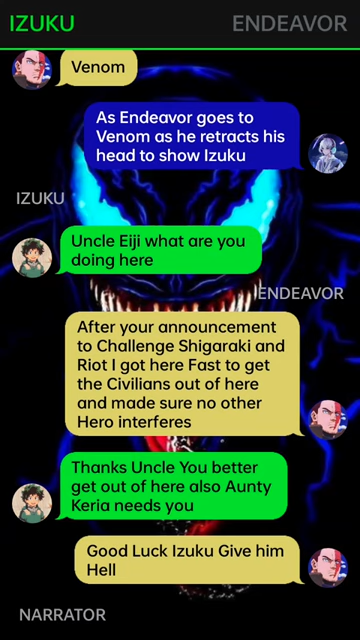 IZUKU
ENDEAVOR
Venom
As Endeavor goes to
Venom as he retracts his
head to show Izuku
IZUKU
Uncle Eiji what are you
doing here
ENDEAVOR
After your announcement
to Challenge Shigaraki and
Riot I got here Fast to get
the Civilians out of here
and made sure no other
Hero interferes
Thanks Uncle You better
get out of here also Aunty
Keria needs you
Good Luck Izuku Give him
Hell
NARRATOR